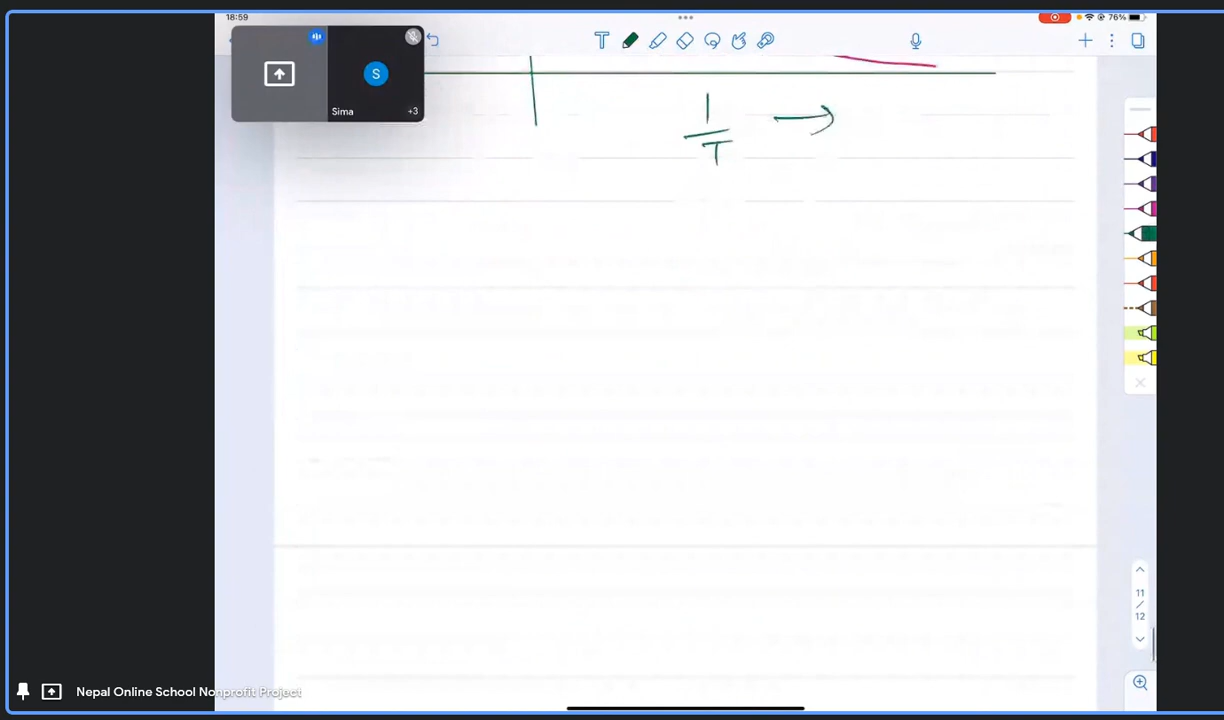 18:59
76%
T
S
Sima
+3
1
T
→
11
/
12
Nepal Online School Nonprofit Project